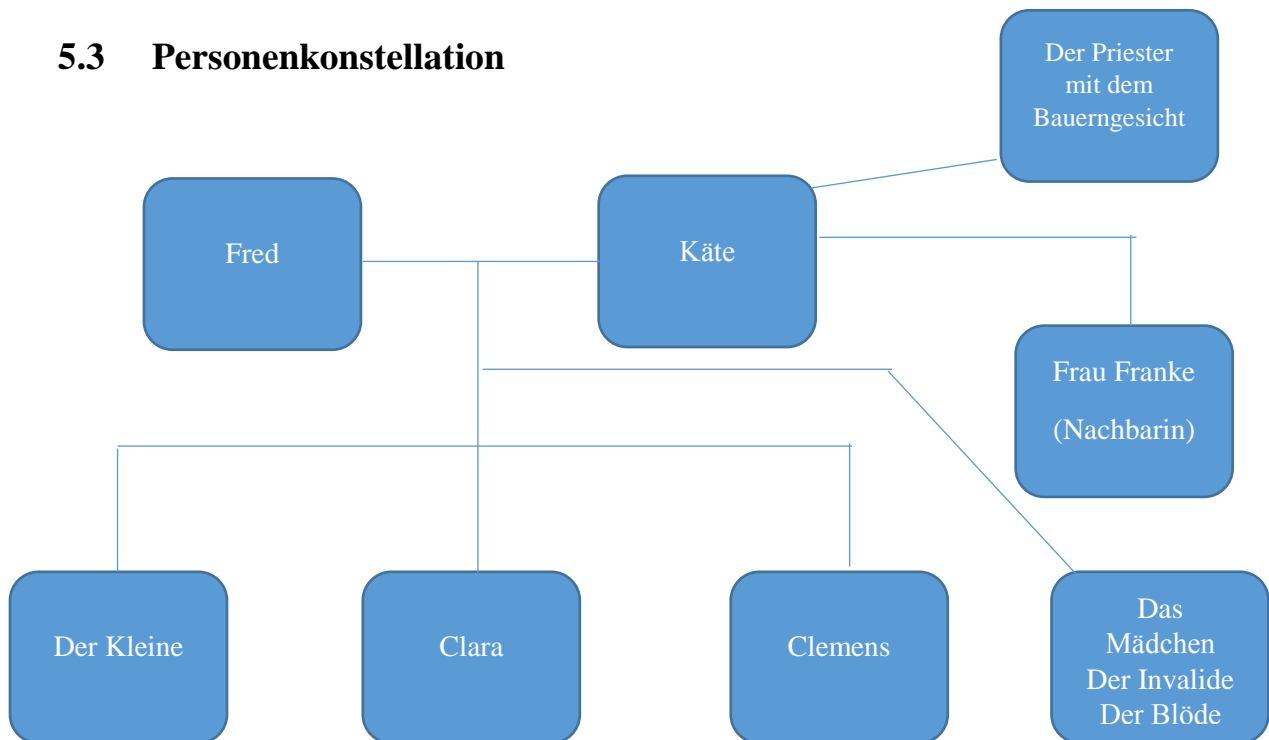 5.3 Personenkonstellation
Der Priester
mit dem
Bauerngesicht
Fred
Käte
Frau Franke
(Nachbarin)
Der Kleine
Clara
Clemens
Das
Mädchen
Der Invalide
Der Blöde